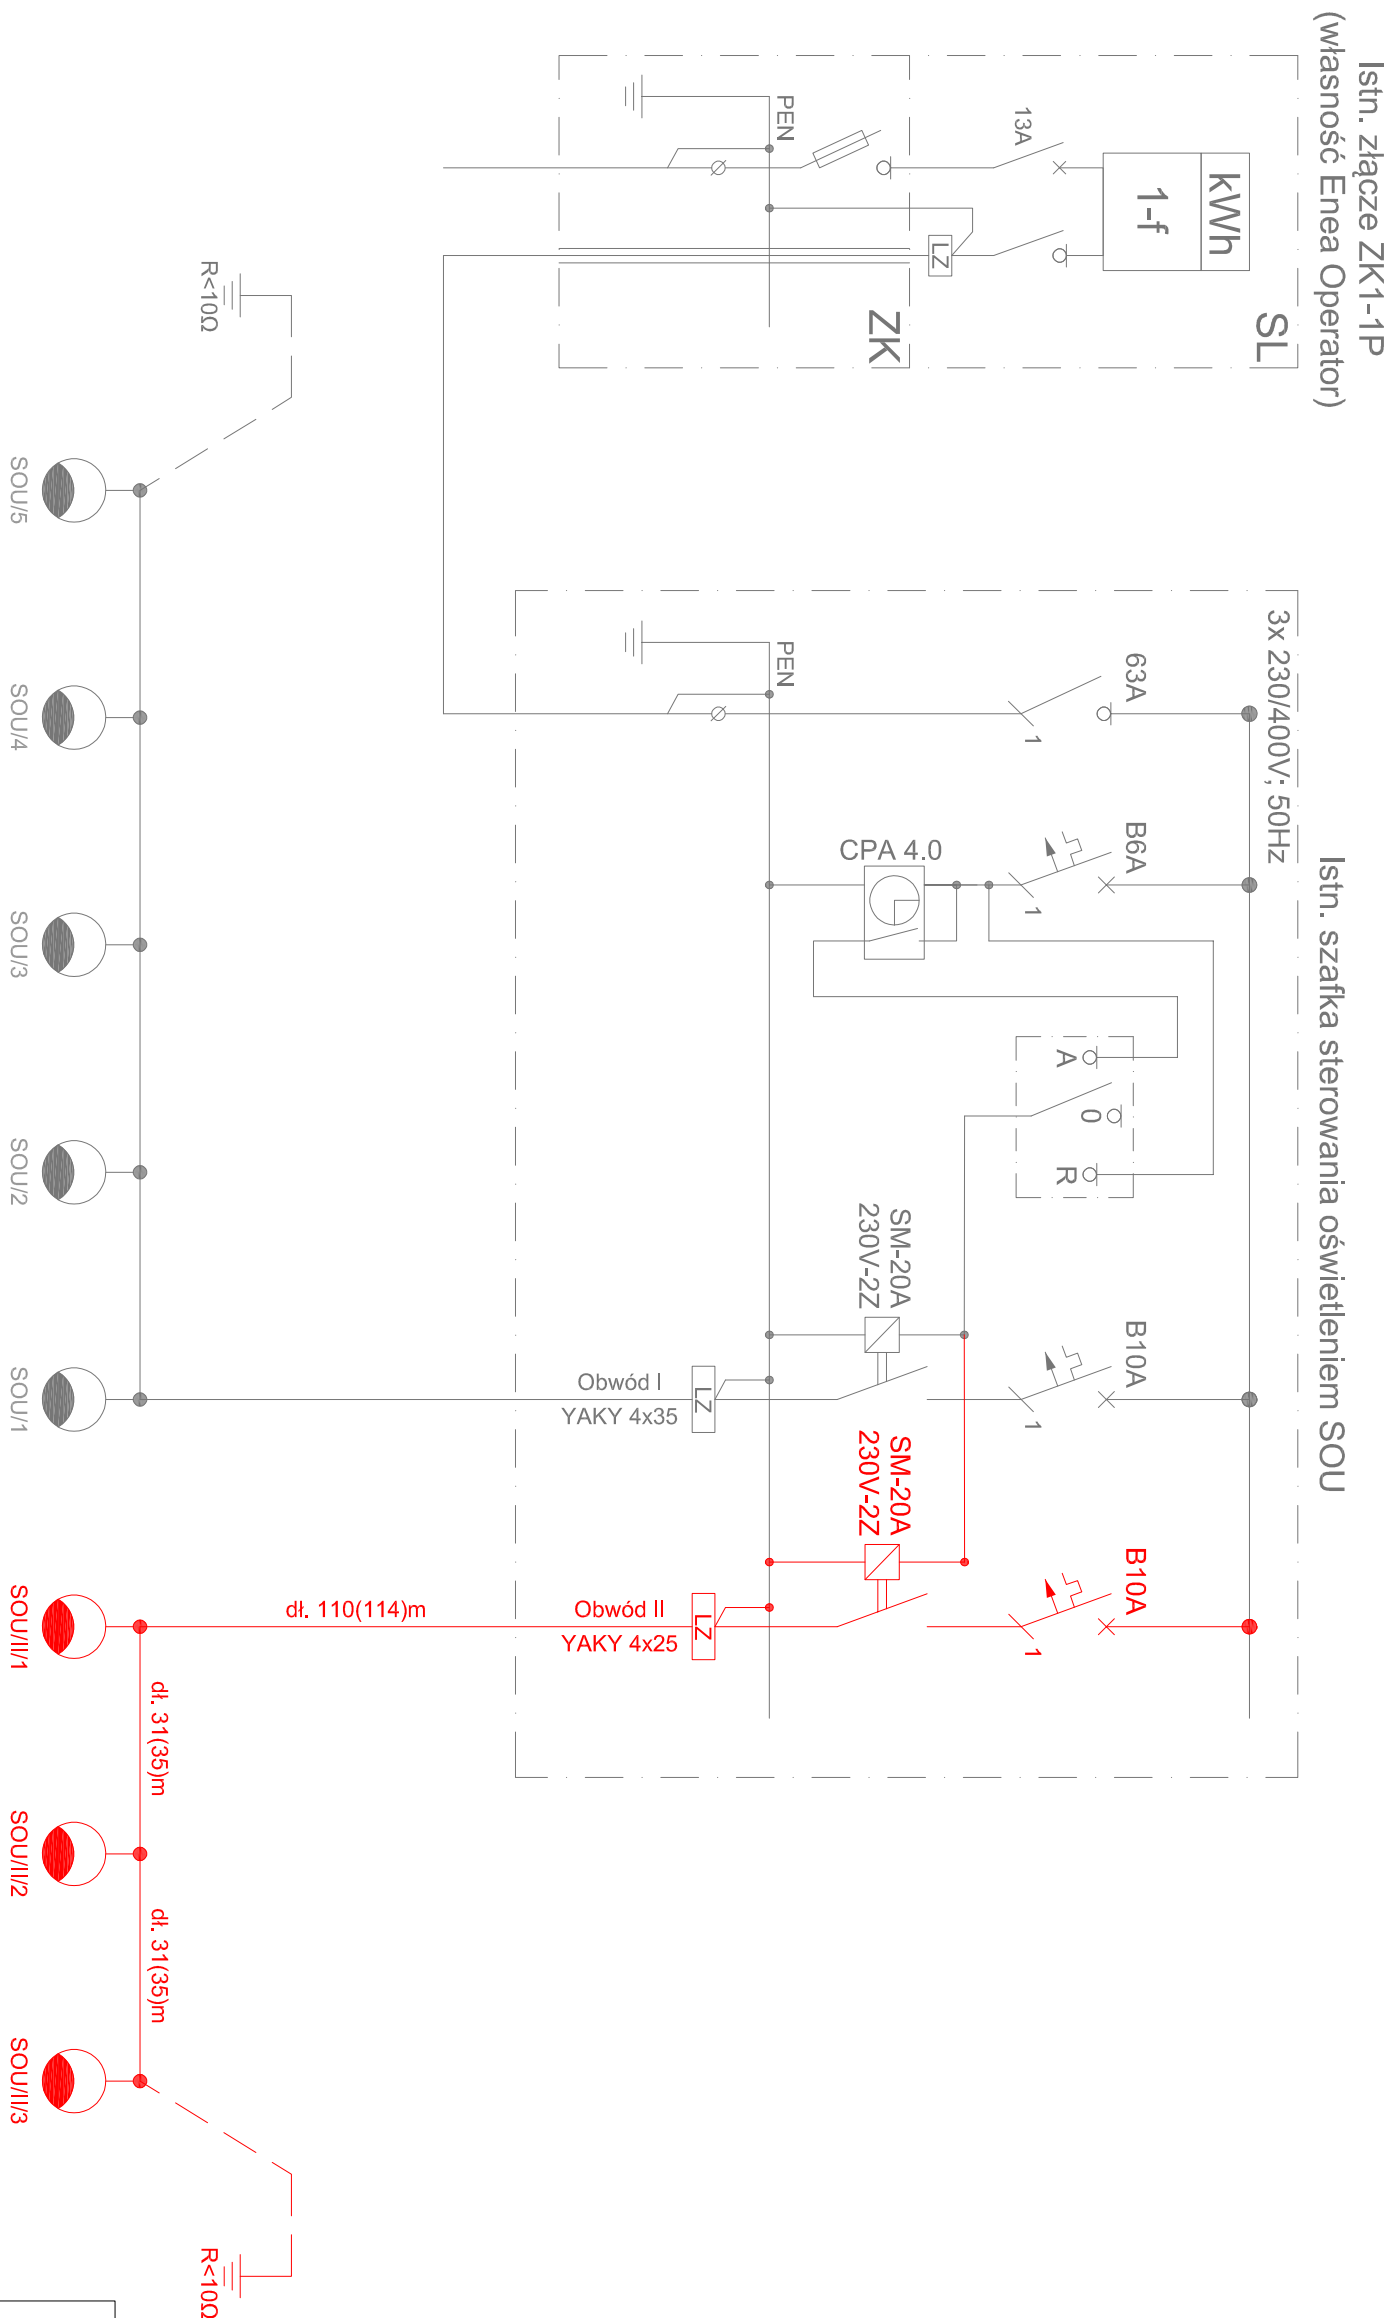 Istn. złącze ZK1-1P
(własność Enea Operator)
SL
kWh
1-f
13A
ZK
LZ
PEN
Istn. szafka sterowania oświetleniem SOU
3x 230/400V; 50Hz
63A
1
PEN
B6A
1
CPA 4.0
A
0
R
B10A
1
SM-20A
230V-2Z
LZ
Obwód I
YAKY 4x35
B10A
1
SM-20A
230V-2Z
LZ
Obwód II
YAKY 4x25
dł. 110(114)m
dł. 31(35)m
dł. 31(35)m
R<10Ω
R<10Ω
SOU/5
SOU/4
SOU/3
SOU/2
SOU/1
SOU/II/1
SOU/II/2
SOU/II/3